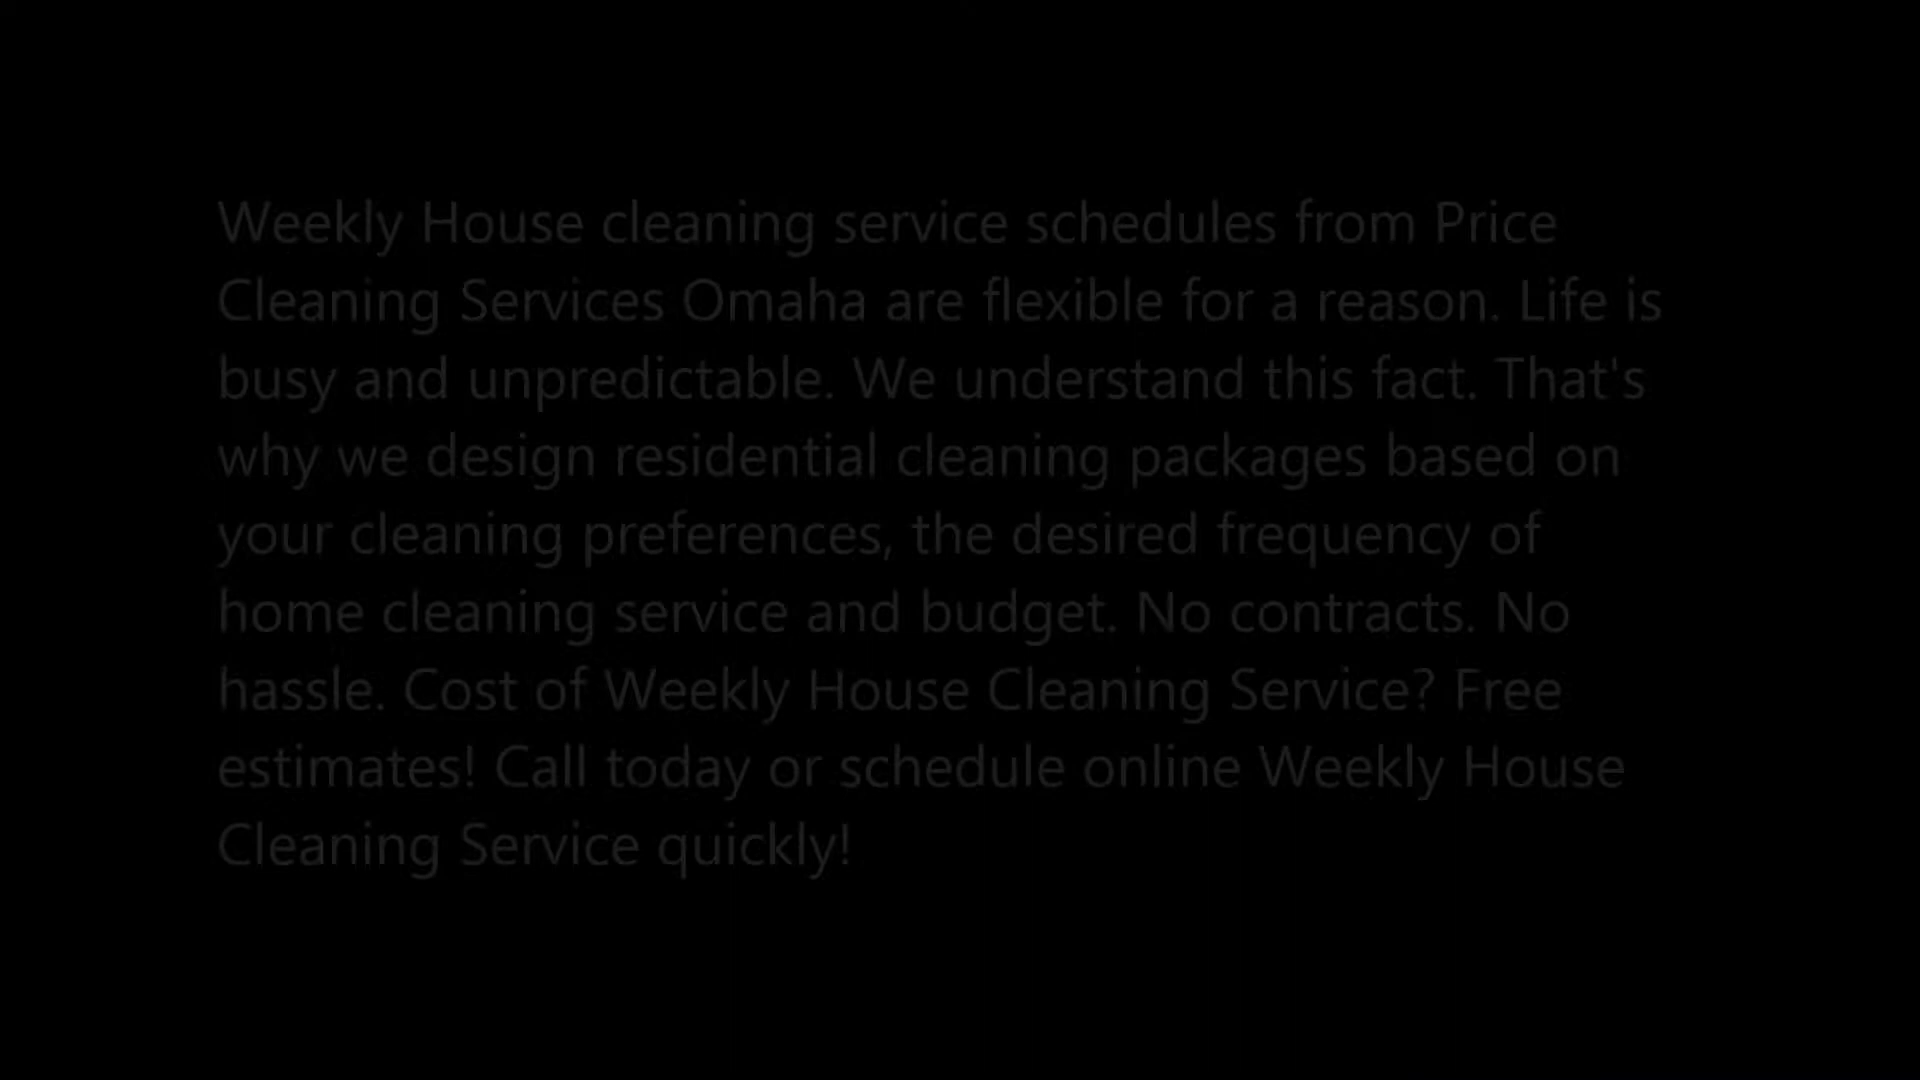 Weekly House cleaning service schedules from Price
Cleaning Services Omaha are flexible for a reason. Life is
busy and unpredictable. We understand this fact. That's
why we design residential cleaning packages based on
your cleaning preferences, the desired frequency of
home cleaning service and budget. No contracts. No
hassle. Cost of Weekly House Cleaning Service? Free
estimates! Call today or schedule online Weekly House
Cleaning Service quickly!